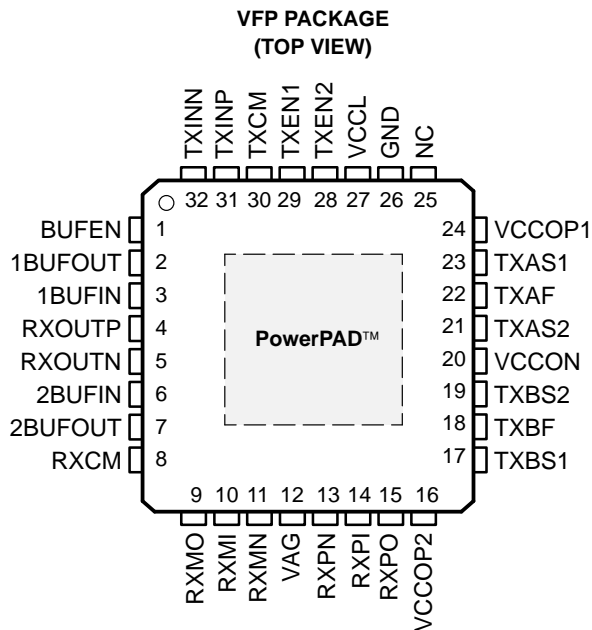 VFP PACKAGE
(TOP VIEW)
TXINN
TXINP
TXCM
TXEN1
TXEN2
VCCL
GND
NC
32 31 30 29 28 27 26 25
BUFEN 1
1BUFOUT 2
1BUFIN 3
RXOUTP 4
RXOUTN 5
2BUFIN 6
2BUFOUT 7
RXCM 8
PowerPAD™
24 VCCOP1
23 TXAS1
22 TXAF
21 TXAS2
20 VCCON
19 TXBS2
18 TXBF
17 TXBS1
9 10 11 12 13 14 15 16
RXMO
RXMI
RXMN
VAG
RXPN
RXPI
RXPO
VCCOP2